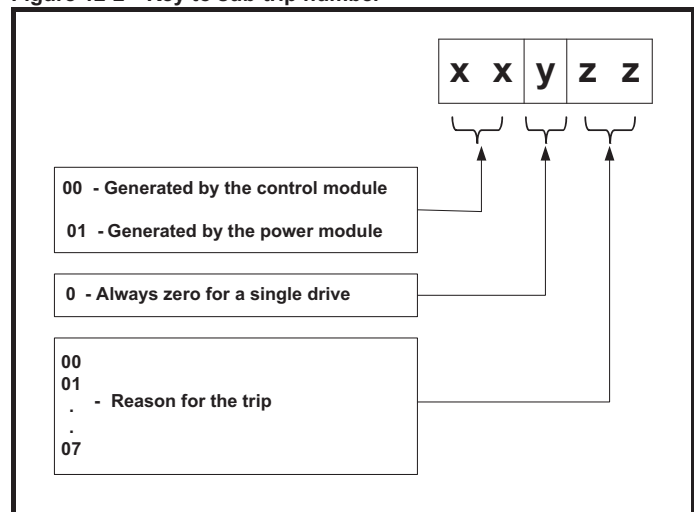 x x y z z
00 - Generated by the control module
01 - Generated by the power module
0 - Always zero for a single drive
00
01
. - Reason for the trip
.
07